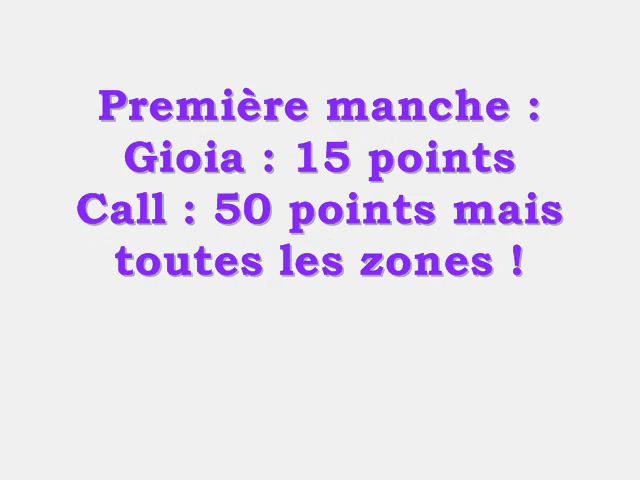 Première manche :
Gioia : 15 points
Call : 50 points mais
toutes les zones !